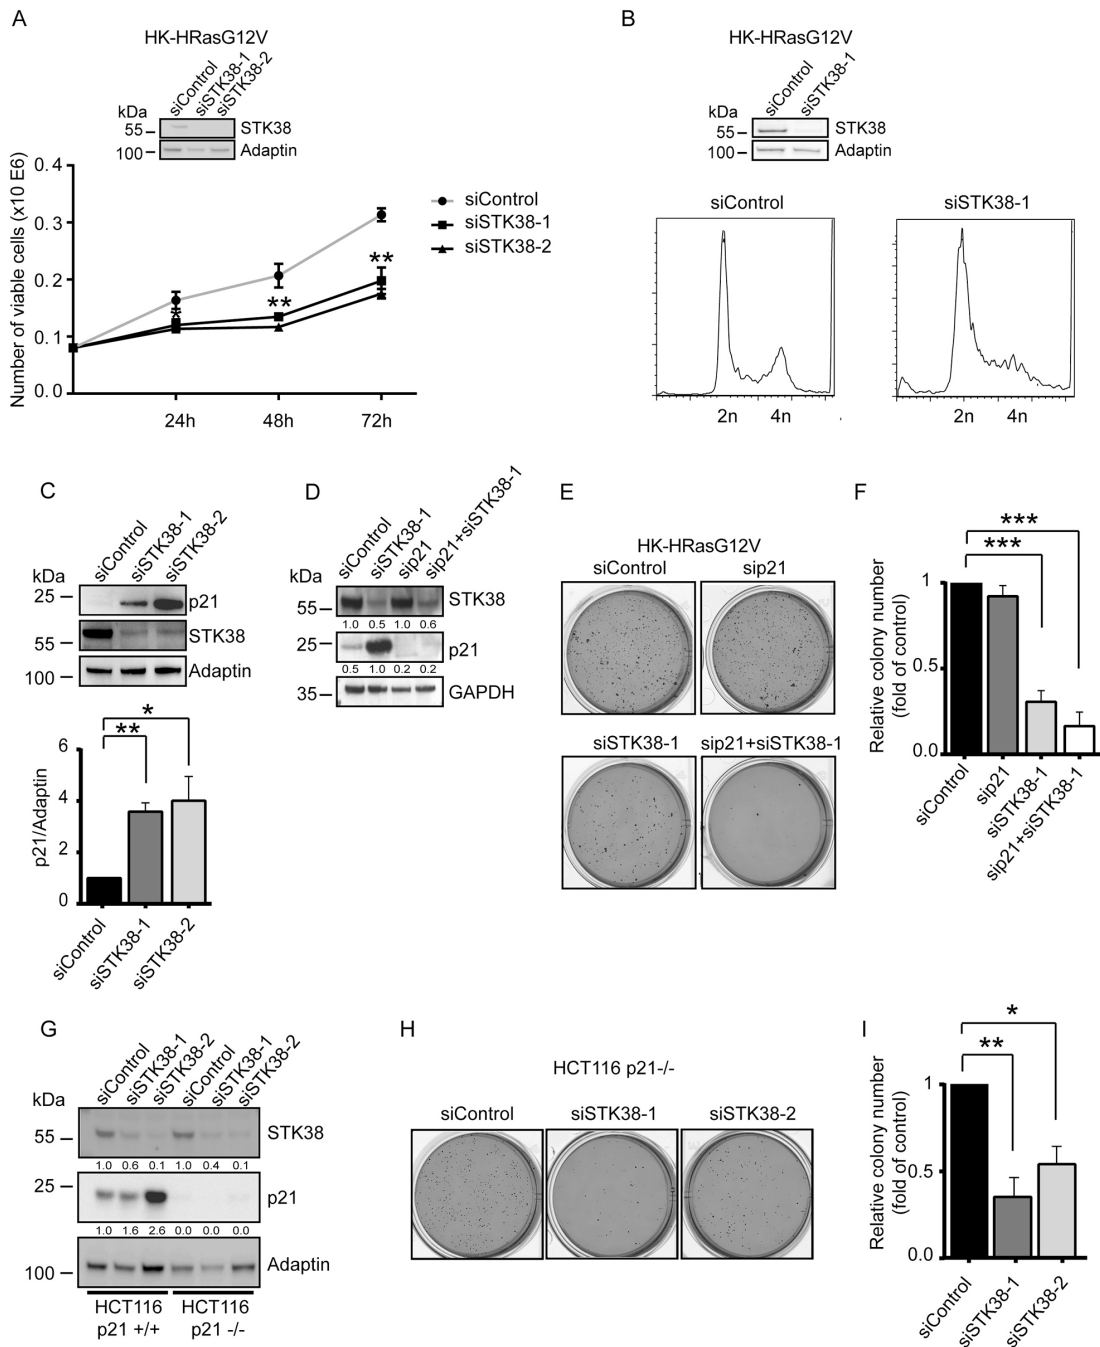 A
HK-HRasG12V
siControl
siSTK38-1
siSTK38-2
kDa
55
STK38
100
Adaptin
Number of viable cells (x10 E6)
0.4
0.3
0.2
0.1
0.0
*
**
**
24h
48h
72h
siControl
siSTK38-1
siSTK38-2
B
HK-HRasG12V
siControl
siSTK38-1
kDa
55
STK38
100
Adaptin
siControl
siSTK38-1
2n 4n
2n 4n
C
siControl
siSTK38-1
siSTK38-2
kDa
25
p21
55
STK38
100
Adaptin
p21/Adaptin
6
4
2
0
**
*
siControl
siSTK38-1
siSTK38-2
D
siControl
siSTK38-1
sip21
sip21+siSTK38-1
kDa
55
STK38
1.0 0.5 1.0 0.6
25
p21
0.5 1.0 0.2 0.2
35
GAPDH
E
HK-HRasG12V
siControl
sip21
siSTK38-1
sip21+siSTK38-1
F
Relative colony number
(fold of control)
1
0.5
0.0
***
***
siControl
sip21
siSTK38-1
sip21+siSTK38-1
G
siControl
siSTK38-1
siSTK38-2
siControl
siSTK38-1
siSTK38-2
kDa
55
STK38
1.0 0.6 0.1 1.0 0.4 0.1
25
p21
1.0 1.6 2.6 0.0 0.0 0.0
100
Adaptin
HCT116
p21 +/+
HCT116
p21 -/-
H
HCT116 p21-/-
siControl
siSTK38-1
siSTK38-2
I
Relative colony number
(fold of control)
1
0.5
0.0
*
**
siControl
siSTK38-1
siSTK38-2